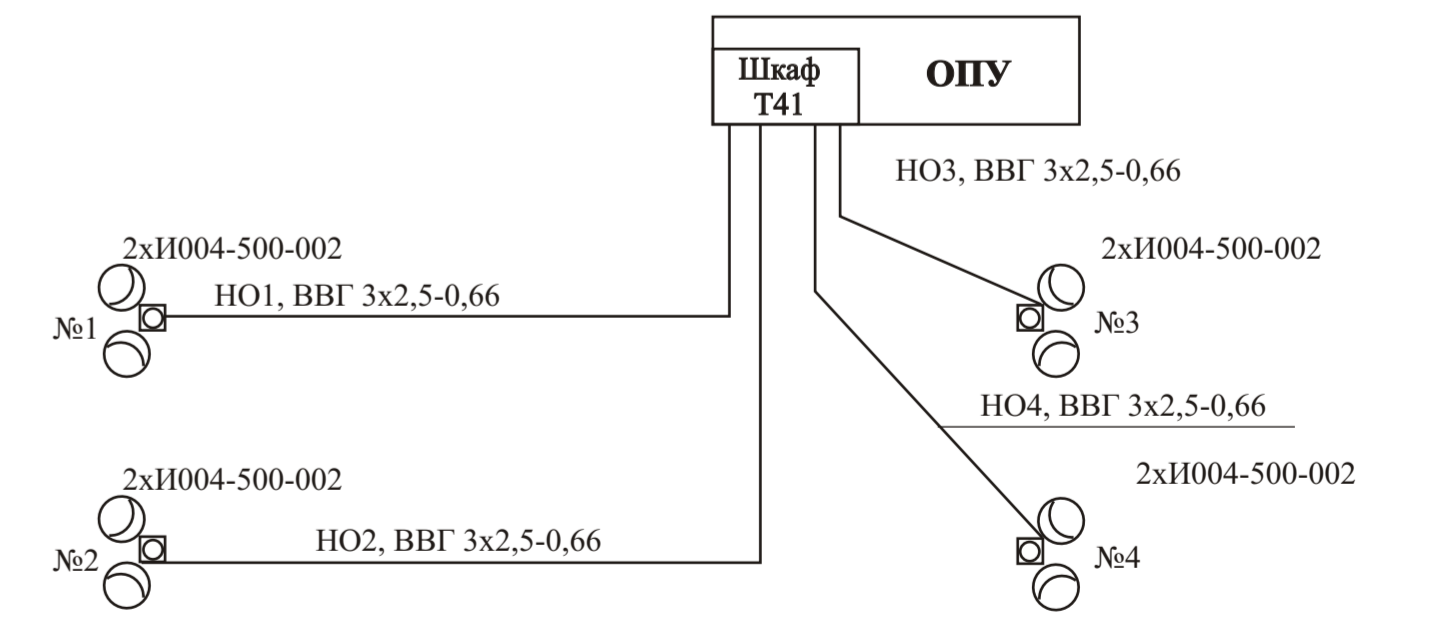 Шкаф
Т41
ОПУ
НО3, ВВГ 3х2,5-0,66
2хИ004-500-002
2хИ004-500-002
НО1, ВВГ 3х2,5-0,66
№1
№3
НО4, ВВГ 3х2,5-0,66
2хИ004-500-002
2хИ004-500-002
НО2, ВВГ 3х2,5-0,66
№2
№4